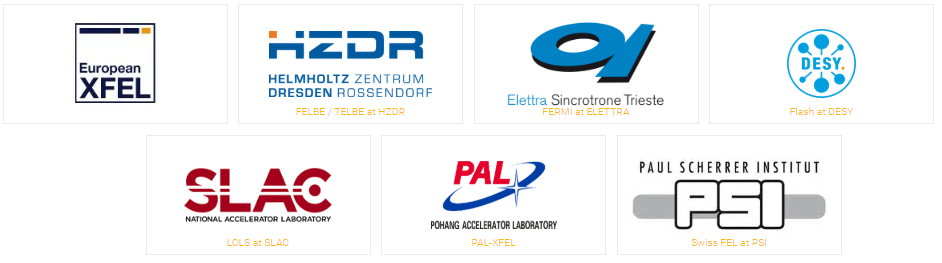 European
XFEL
HZDR
HELMHOLTZ ZENTRUM
DRESDEN ROSSENDORF
FELBE / TELBE at HZDR
Elettra Sincrotrone Trieste
FERMI at ELETTRA
DESY.
Flash at DESY
SLAC
NATIONAL ACCELERATOR LABORATORY
LOLS at SLAC
PAL
POHANG ACCELERATOR LABORATORY
PAL-XFEL
PAUL SCHERRER INSTITUT
PSI
Swiss FEL at PSI